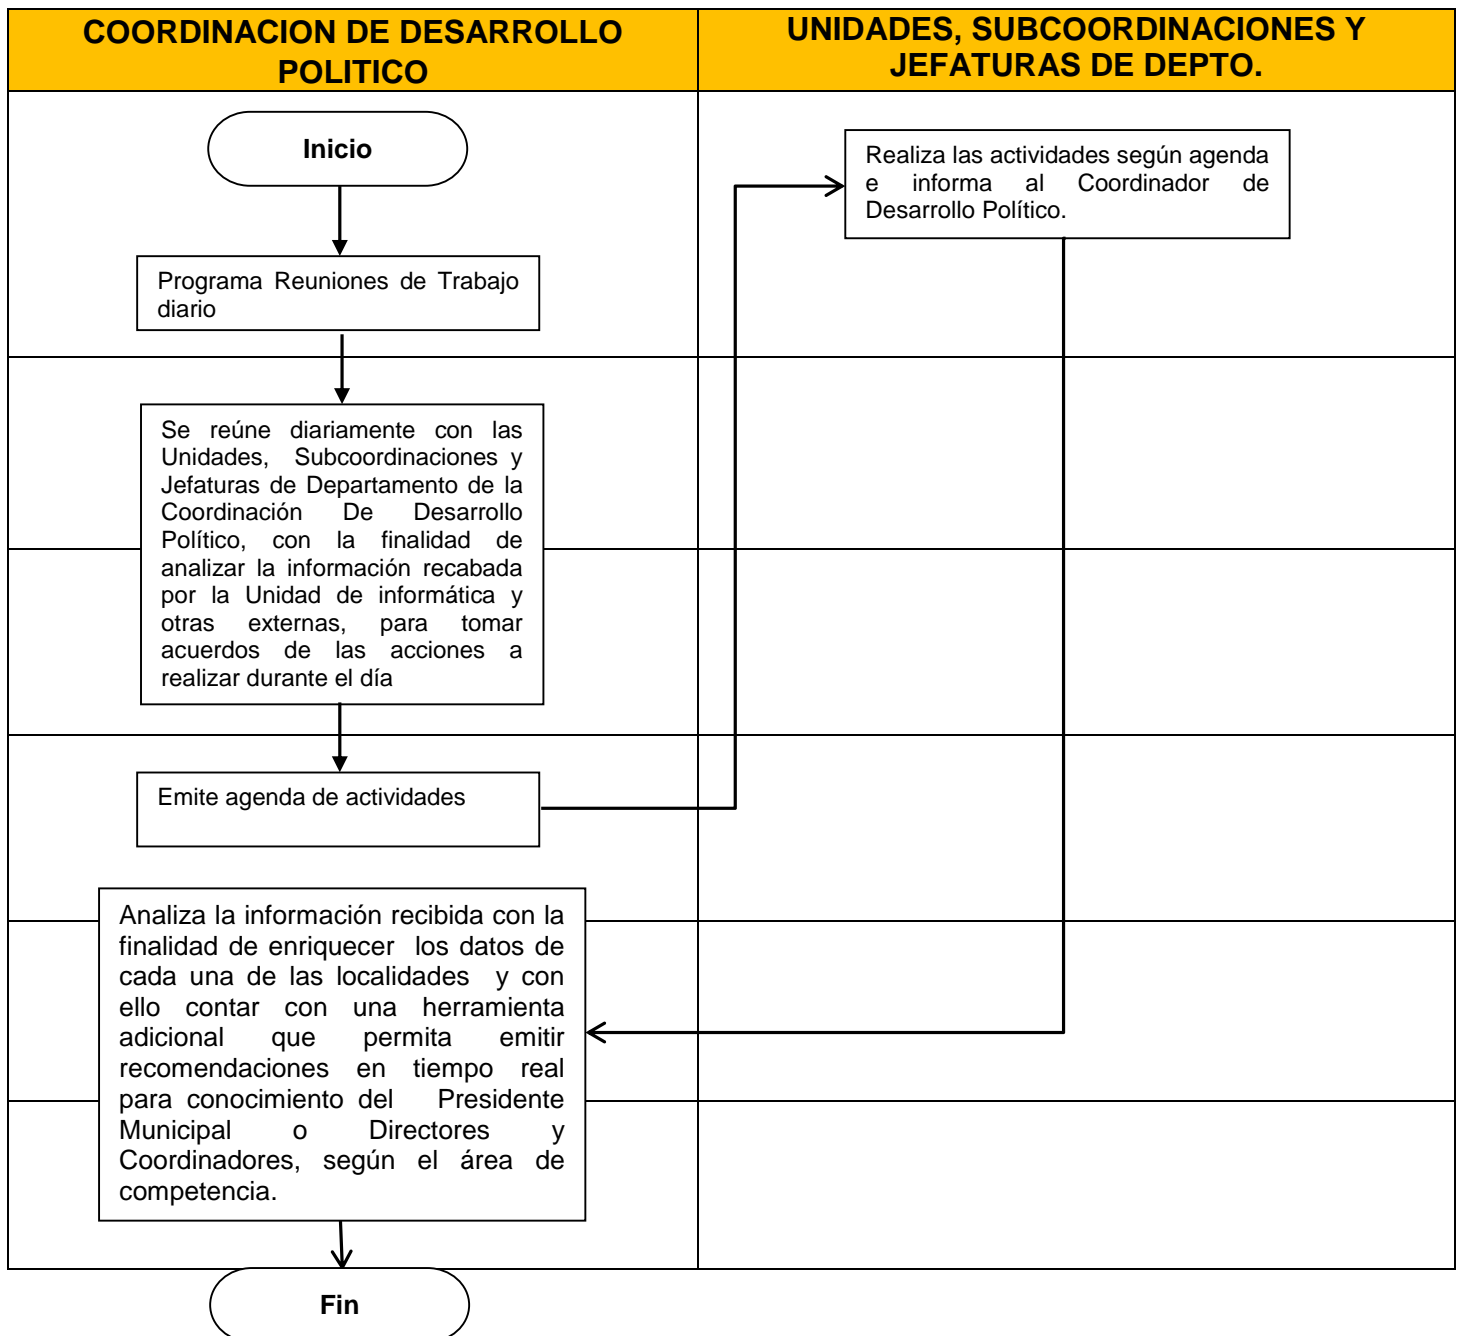 COORDINACION DE DESARROLLO
POLITICO
UNIDADES, SUBCOORDINACIONES Y
JEFATURAS DE DEPTO.
Inicio
Programa Reuniones de Trabajo
diario
Se reúne diariamente con las
Unidades, Subcoordinaciones y
Jefaturas de Departamento de la
Coordinación De Desarrollo
Político, con la finalidad de
analizar la información recabada
por la Unidad de informática y
otras externas, para tomar
acuerdos de las acciones a
realizar durante el día
Emite agenda de actividades
Realiza las actividades según agenda
e informa al Coordinador de
Desarrollo Político.
Analiza la información recibida con la
finalidad de enriquecer los datos de
cada una de las localidades y con
ello contar con una herramienta
adicional que permita emitir
recomendaciones en tiempo real
para conocimiento del Presidente
Municipal o Directores y
Coordinadores, según el área de
competencia.
Fin